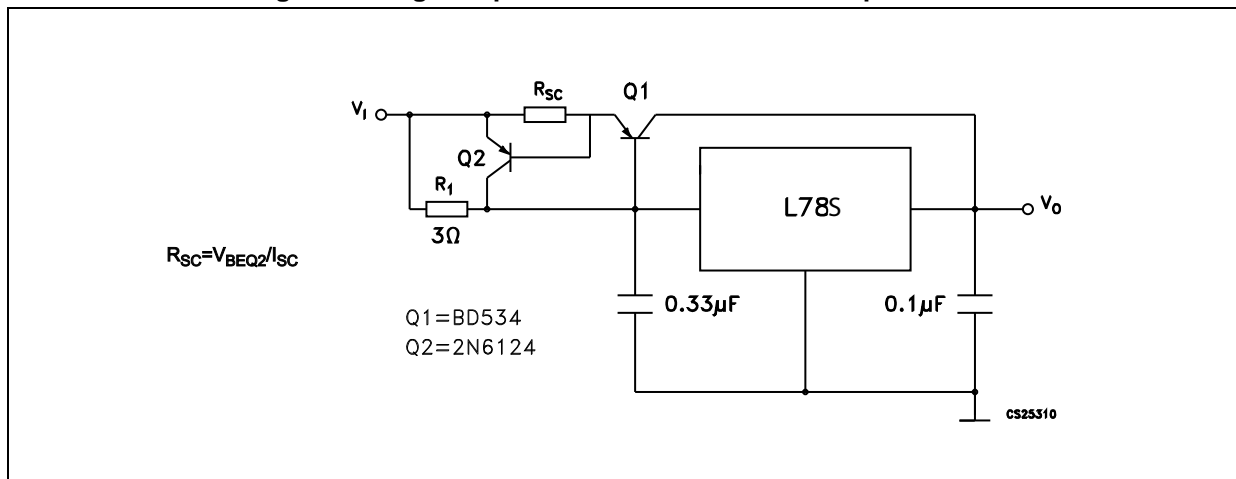 R_SC
Q1
V_I
Q2
R_1
3Ω
L78S
V_O
R_SC=V_BEQ2/I_SC
0.33µF
0.1µF
Q1=BD534
Q2=2N6124
CS25310